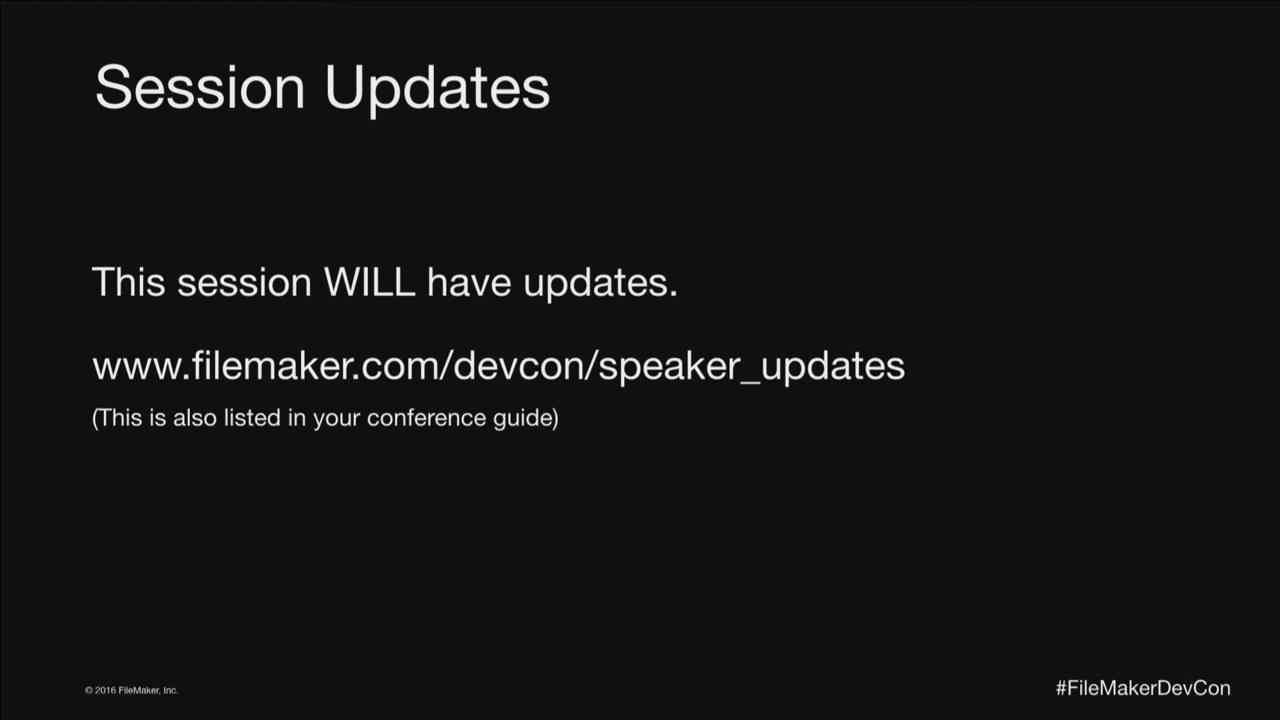 Session Updates
This session WILL have updates.
www.filemaker.com/devcon/speaker_updates
(This is also listed in your conference guide)
© 2016 FileMaker, Inc.
#FileMakerDevCon